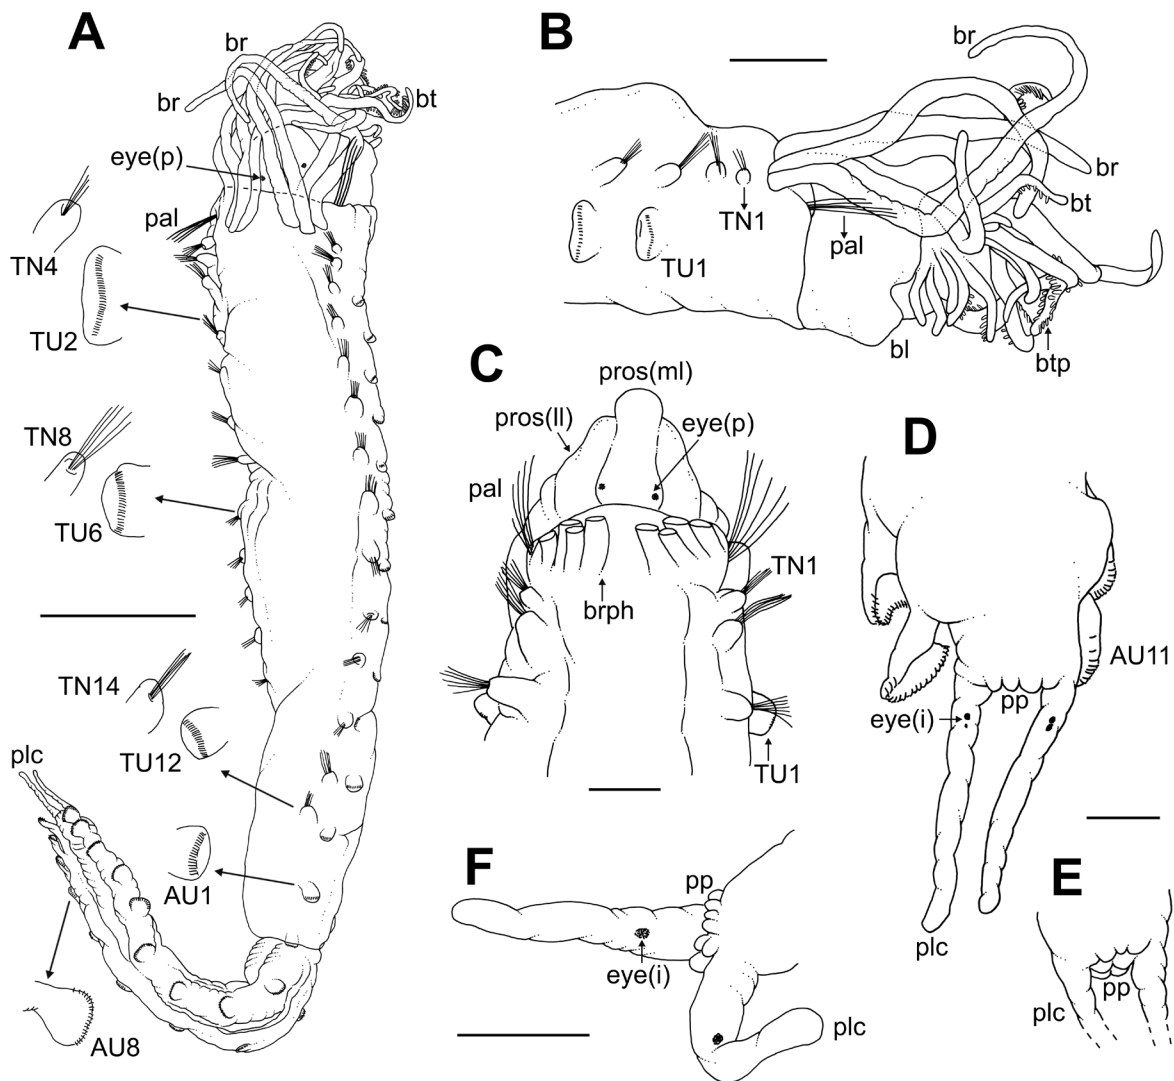 A
br
br
bt
eye(p)
pal
TN4
TU2
TN8
TU6
TN14
TU12
plc
AU1
AU8
B
br
br
bt
TN1
pal
TU1
bl
btp
C
pros(ml)
pros(ll)
eye(p)
pal
TN1
brph
TU1
D
AU11
pp
eye(i)
plc
E
pp
plc
F
pp
eye(i)
plc